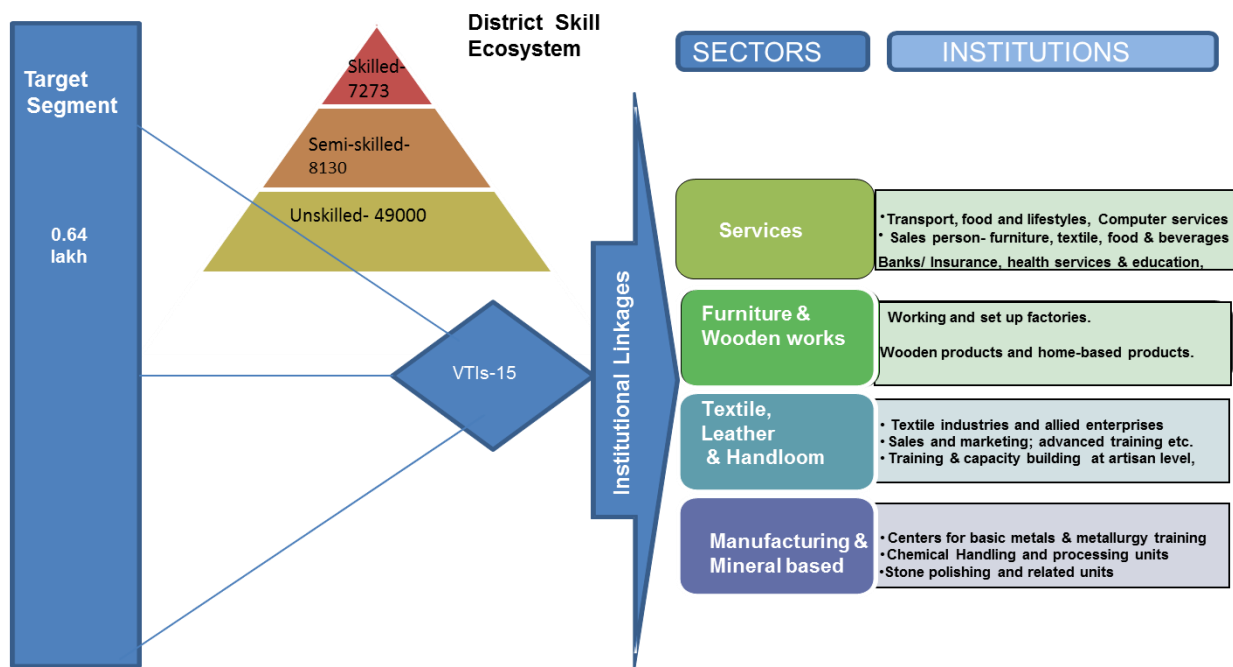 District Skill
Ecosystem
Target
Segment
0.64
lakh
Skilled-
7273
Semi-skilled-
8130
Unskilled- 49000
VTIs-15
Institutional Linkages
SECTORS
INSTITUTIONS
Services
• Transport, food and lifestyles, Computer services
• Sales person- furniture, textile, food & beverages
Banks/ Insurance, health services & education,
Furniture &
Wooden works
Working and set up factories.
Wooden products and home-based products.
Textile,
Leather
& Handloom
• Textile industries and allied enterprises
• Sales and marketing; advanced training etc.
• Training & capacity building at artisan level,
Manufacturing &
Mineral based
• Centers for basic metals & metallurgy training
• Chemical Handling and processing units
• Stone polishing and related units